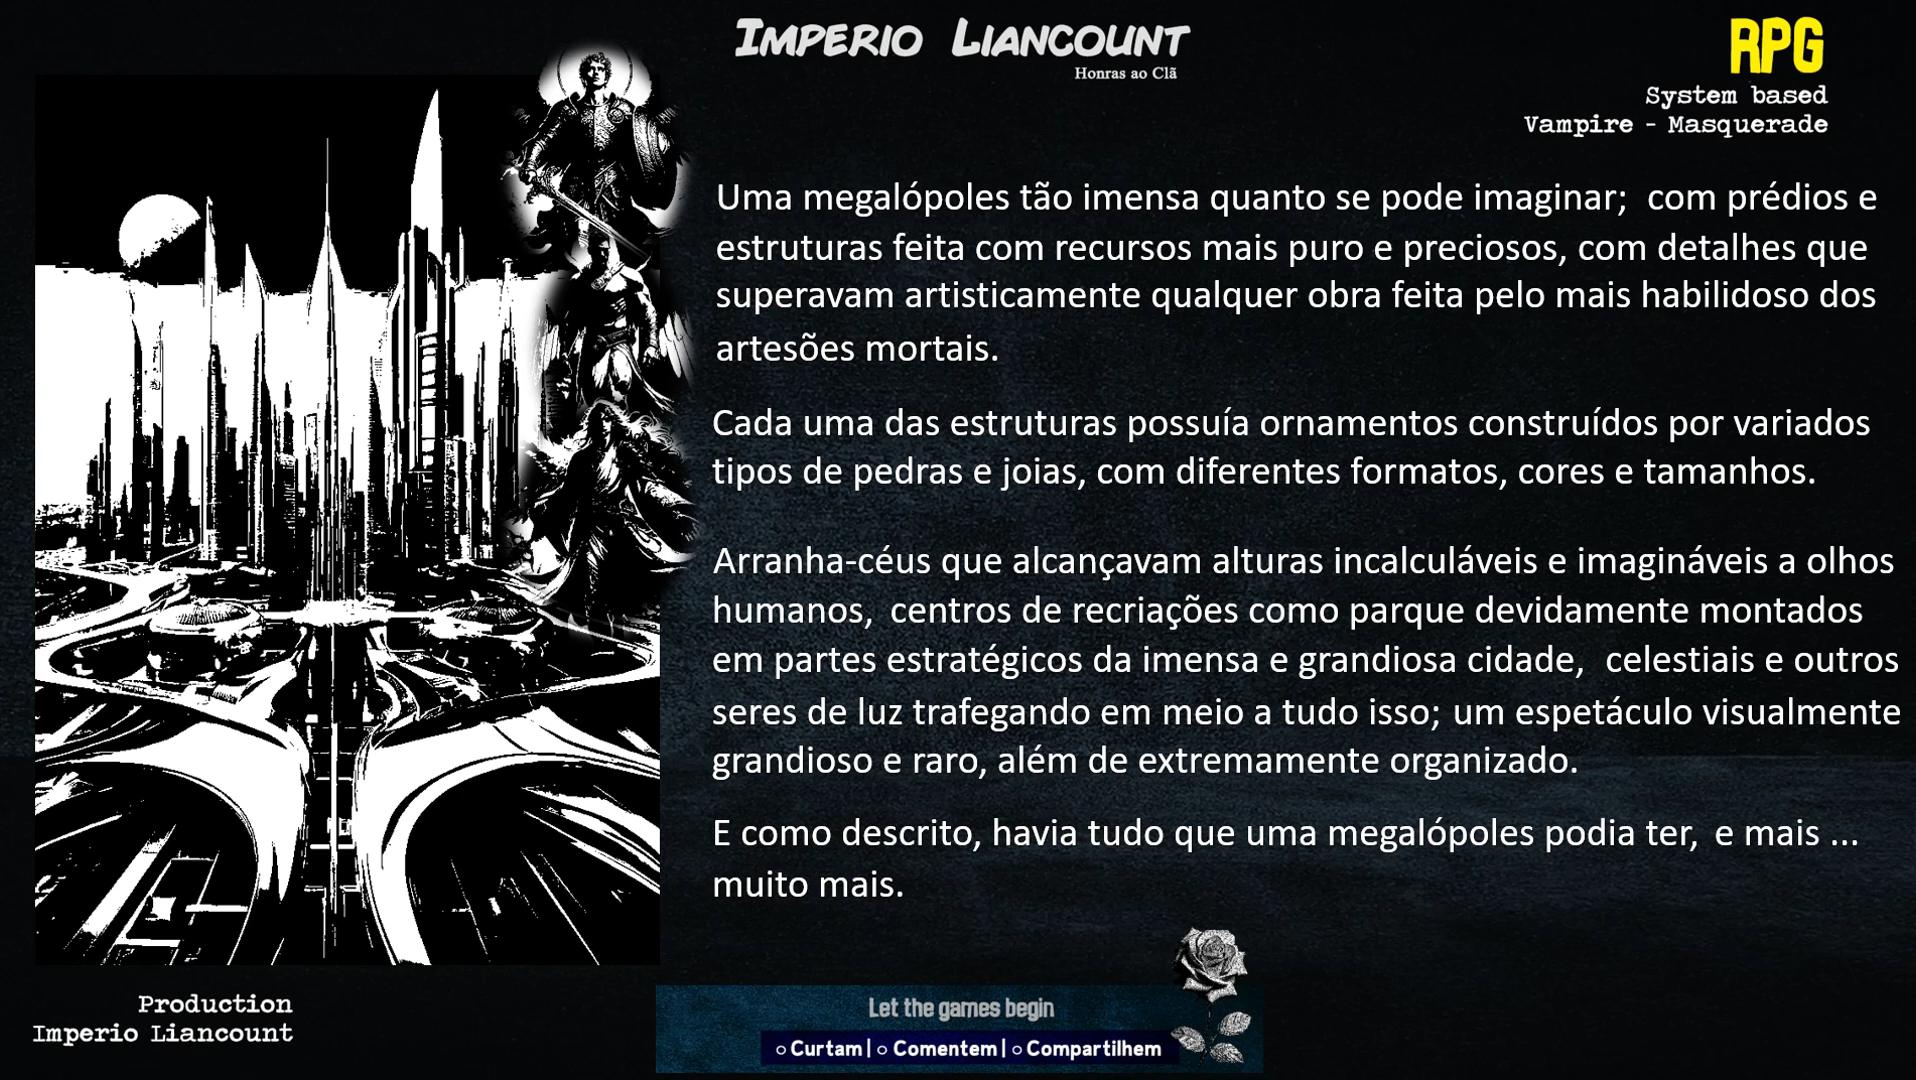 Imperio Liancount
Honras ao Clã
RPG
System based
Vampire - Masquerade
Uma megalópoles tão imensa quanto se pode imaginar; com prédios e
estruturas feita com recursos mais puro e preciosos, com detalhes que
superavam artisticamente qualquer obra feita pelo mais habilidoso dos
artesões mortais.
Cada uma das estruturas possuía ornamentos construídos por variados
tipos de pedras e joias, com diferentes formatos, cores e tamanhos.
Arranha-céus que alcançavam alturas incalculáveis e imagináveis a olhos
humanos, centros de recriações como parque devidamente montados
em partes estratégicos da imensa e grandiosa cidade, celestiais e outros
seres de luz trafegando em meio a tudo isso; um espetáculo visualmente
grandioso e raro, além de extremamente organizado.
E como descrito, havia tudo que uma megalópoles podia ter, e mais ...
muito mais.
Production
Imperio Liancount
Let the games begin
○ Curtam | ○ Comentem | ○ Compartilhem